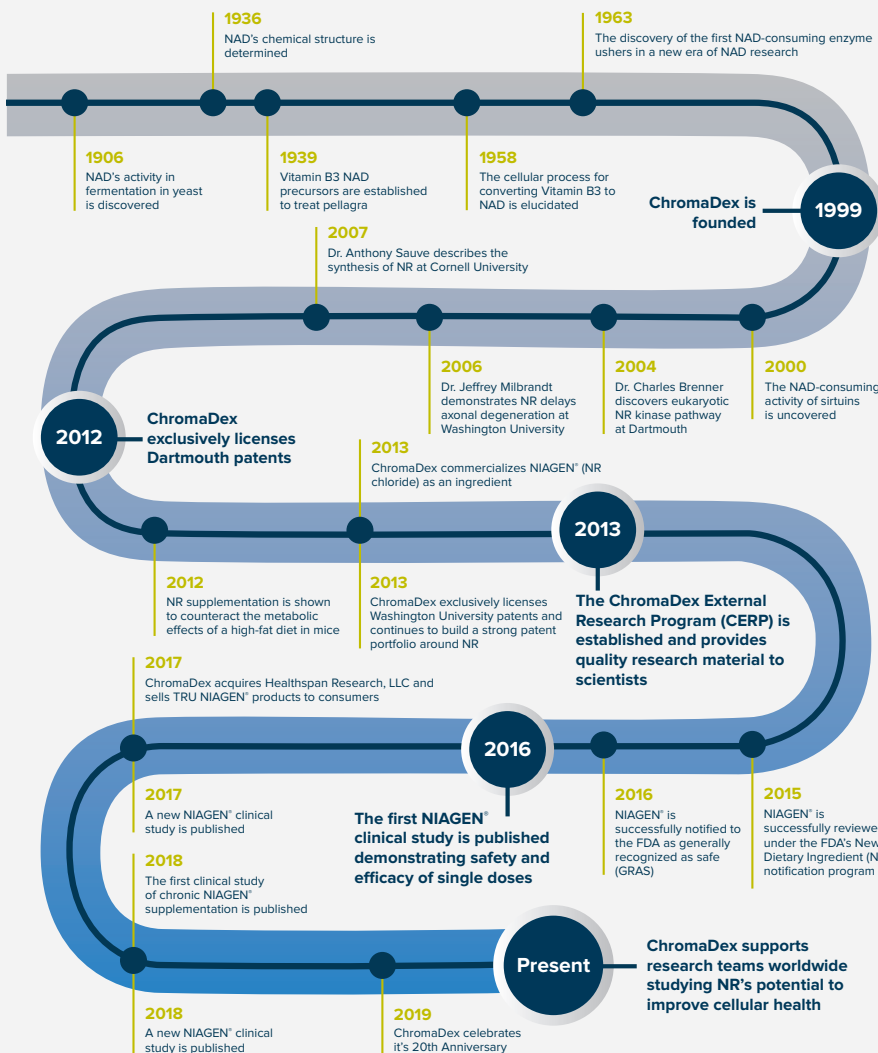 1936
NAD's chemical structure is
determined
1963
The discovery of the first NAD-consuming enzyme
ushers in a new era of NAD research
1906
NAD's activity in
fermentation in yeast
is discovered
1939
Vitamin B3 NAD
precursors are established
to treat pellagra
1958
The cellular process for
converting Vitamin B3 to
NAD is elucidated
ChromaDex is
founded
1999
2007
Dr. Anthony Sauve describes the
synthesis of NR at Cornell University
2006
Dr. Jeffrey Milbrandt
demonstrates NR delays
axonal degeneration at
Washington University
2004
Dr. Charles Brenner
discovers eukaryotic
NR kinase pathway
at Dartmouth
2000
The NAD-consuming
activity of sirtuins
is uncovered
2012
ChromaDex
exclusively licenses
Dartmouth patents
2013
ChromaDex commercializes NIAGEN® (NR
chloride) as an ingredient
2013
2012
NR supplementation is shown
to counteract the metabolic
effects of a high-fat diet in mice
2013
ChromaDex exclusively licenses
Washington University patents and
continues to build a strong patent
portfolio around NR
The ChromaDex External
Research Program (CERP) is
established and provides
quality research material to
scientists
2017
ChromaDex acquires Healthspan Research, LLC and
sells TRU NIAGEN® products to consumers
2016
2017
A new NIAGEN® clinical
study is published
The first NIAGEN®
clinical study is published
demonstrating safety and
efficacy of single doses
2016
NIAGEN® is
successfully notified to
the FDA as generally
recognized as safe
(GRAS)
2015
NIAGEN® is
successfully reviewe
under the FDA's New
Dietary Ingredient (N
notification program
2018
The first clinical study
of chronic NIAGEN®
supplementation is published
Present
ChromaDex supports
research teams worldwide
studying NR's potential to
improve cellular health
2018
A new NIAGEN® clinical
study is published
2019
ChromaDex celebrates
it's 20th Anniversary